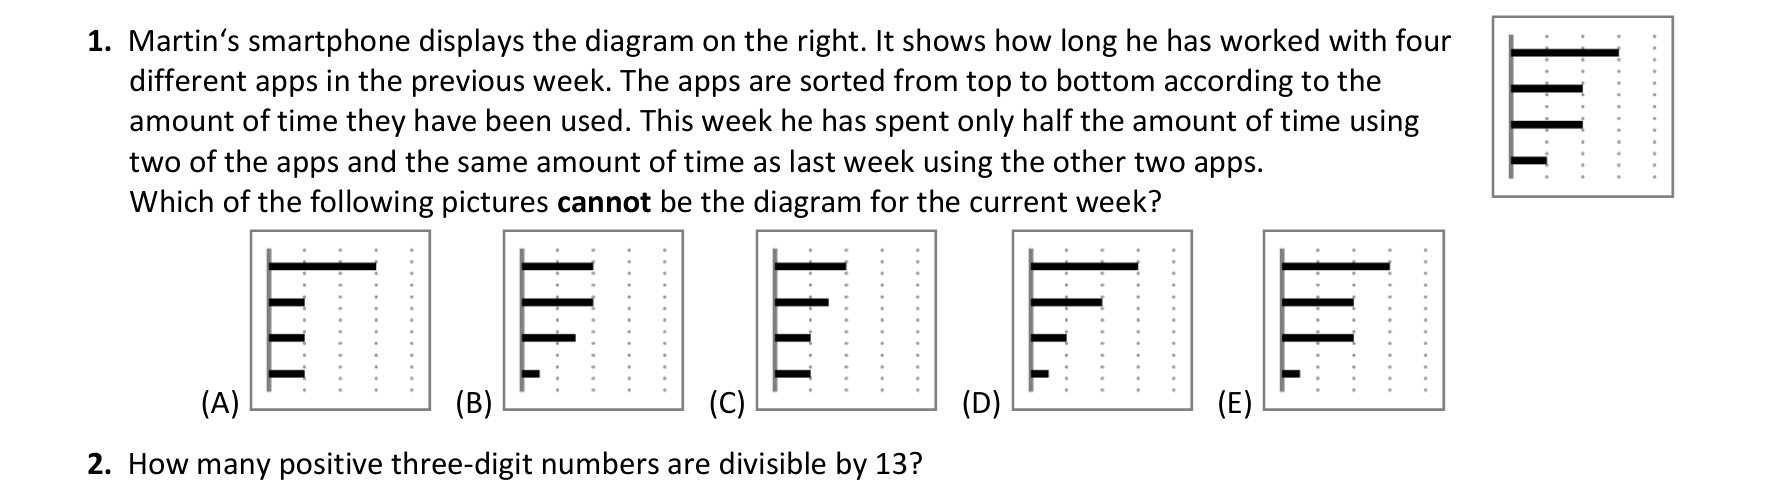 1. Martin‘s smartphone displays the diagram on the right. It shows how long he has worked with four
different apps in the previous week. The apps are sorted from top to bottom according to the
amount of time they have been used. This week he has spent only half the amount of time using
two of the apps and the same amount of time as last week using the other two apps.
Which of the following pictures cannot be the diagram for the current week?
(A) (B) (C) (D) (E)
2. How many positive three-digit numbers are divisible by 13?